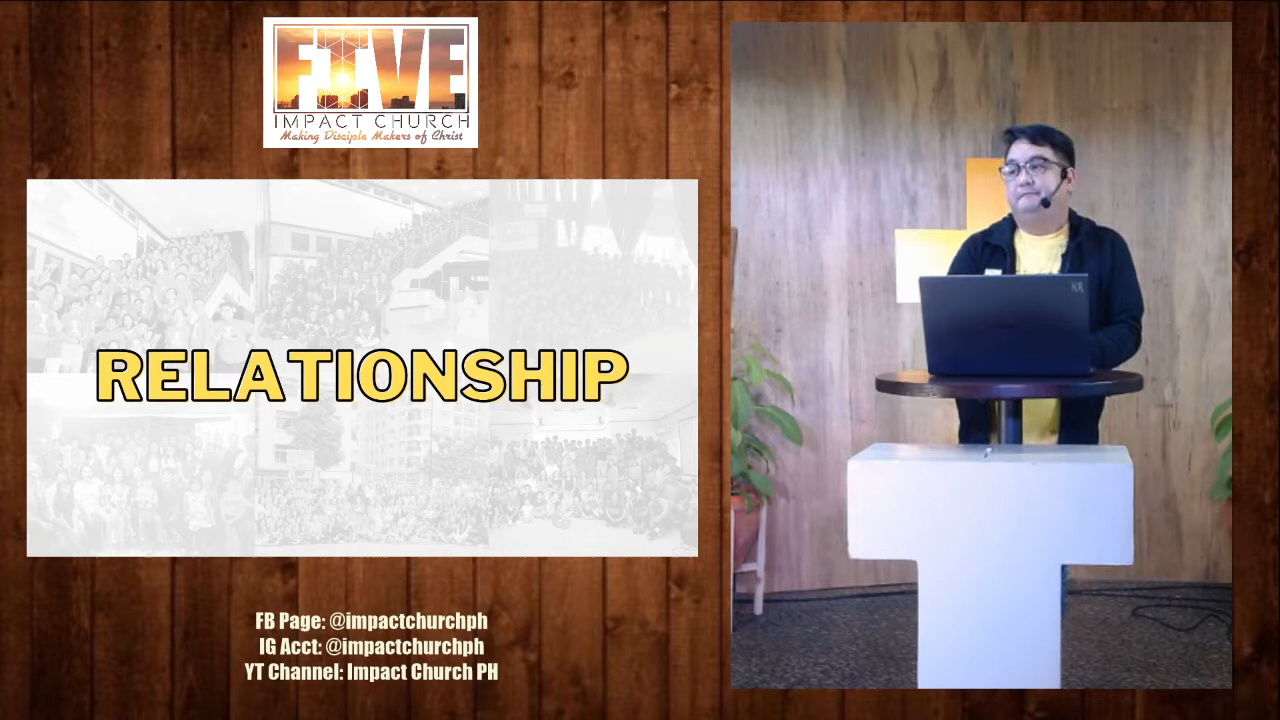 FIVE
IMPACT CHURCH
Making Disciple Makers of Christ
RELATIONSHIP
FB Page: @impactchurchph
IG Acct: @impactchurchph
YT Channel: Impact Church PH